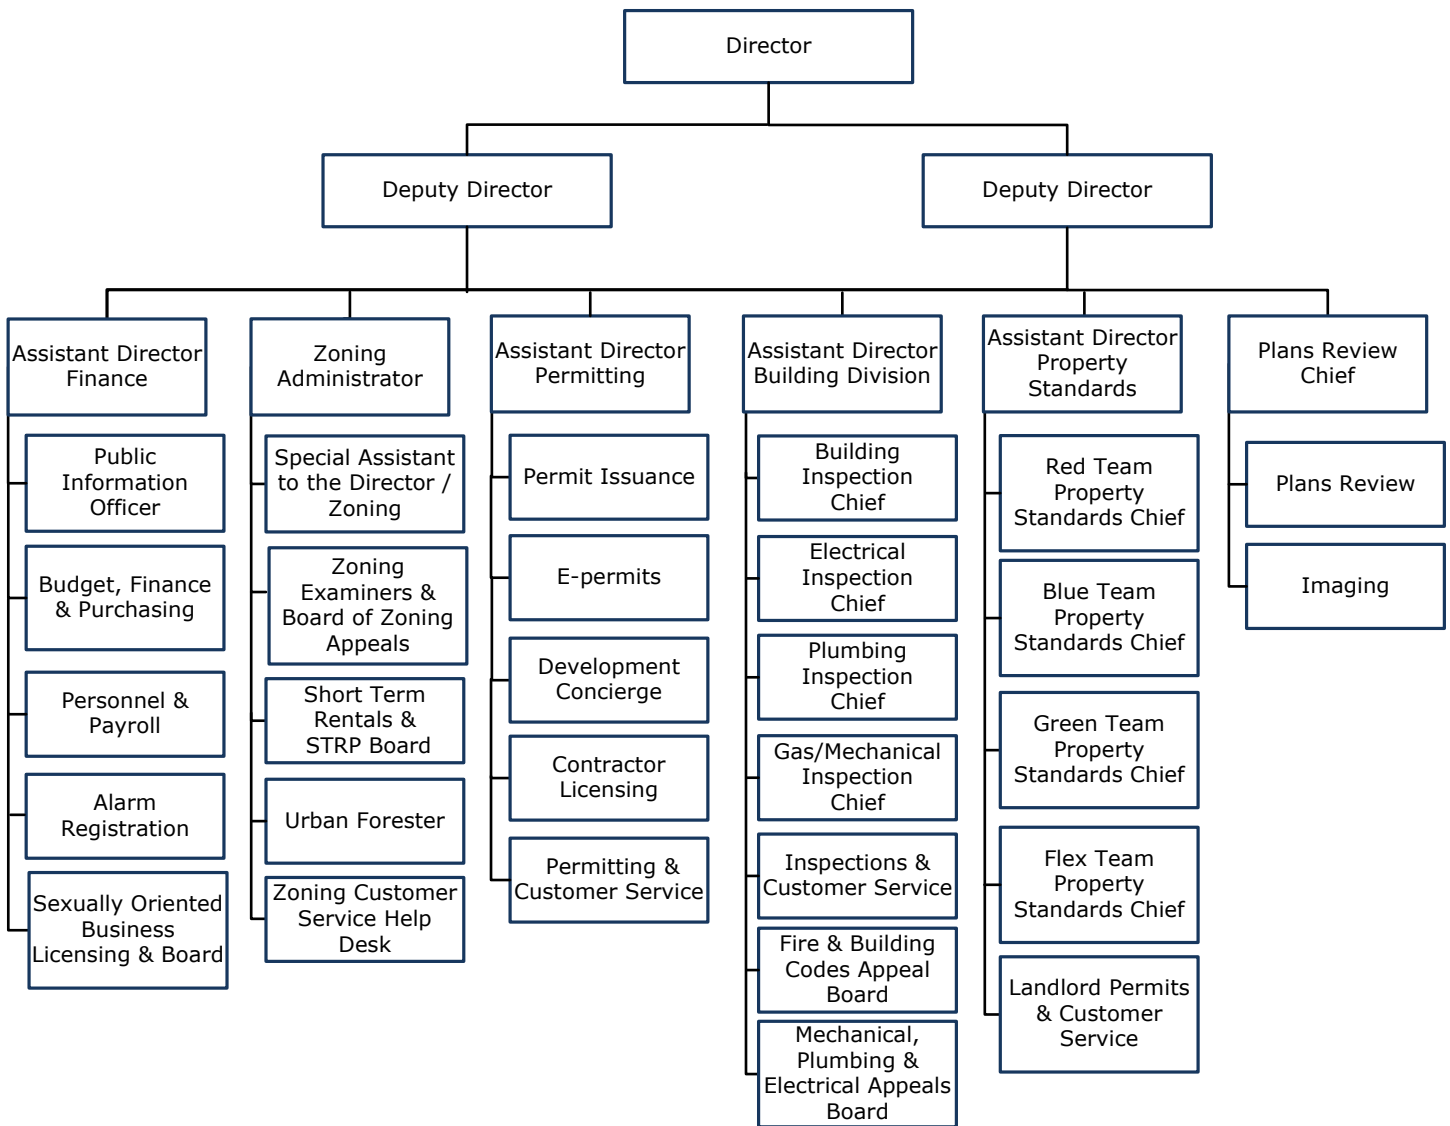 Director
Deputy Director
Deputy Director
Assistant Director
Finance
Zoning
Administrator
Assistant Director
Permitting
Assistant Director
Building Division
Assistant Director
Property
Standards
Plans Review
Chief
Public
Information
Officer
Budget, Finance
& Purchasing
Personnel &
Payroll
Alarm
Registration
Sexually Oriented
Business
Licensing & Board
Special Assistant
to the Director /
Zoning
Zoning
Examiners &
Board of Zoning
Appeals
Short Term
Rentals &
STRP Board
Urban Forester
Zoning Customer
Service Help
Desk
Permit Issuance
E-permits
Development
Concierge
Contractor
Licensing
Permitting &
Customer Service
Building
Inspection
Chief
Electrical
Inspection
Chief
Plumbing
Inspection
Chief
Gas/Mechanical
Inspection
Chief
Inspections &
Customer Service
Fire & Building
Codes Appeal
Board
Mechanical,
Plumbing &
Electrical Appeals
Board
Red Team
Property
Standards Chief
Blue Team
Property
Standards Chief
Green Team
Property
Standards Chief
Flex Team
Property
Standards Chief
Landlord Permits
& Customer
Service
Plans Review
Imaging